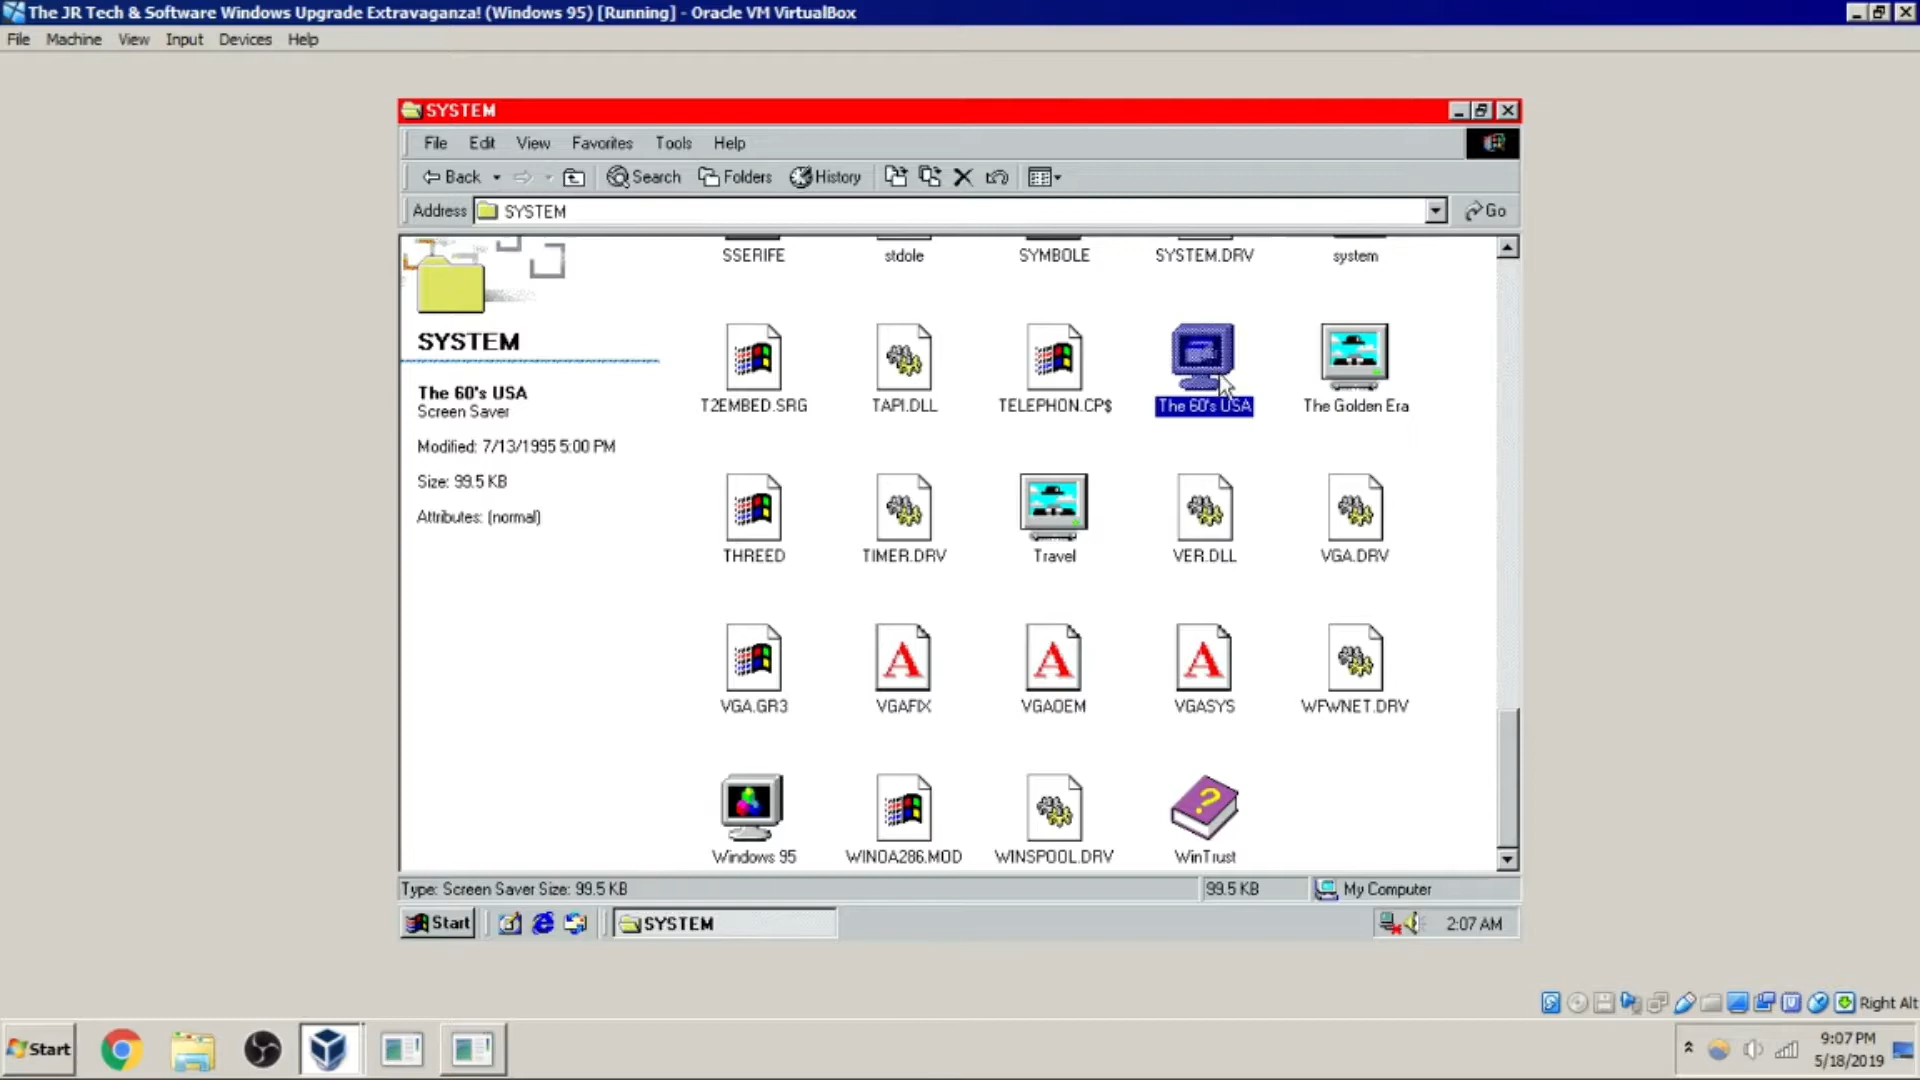 The JR Tech & Software Windows Upgrade Extravaganza! (Windows 95) [Running] - Oracle VM VirtualBox
File Machine View Input Devices Help
SYSTEM
File Edit View Favorites Tools Help
Back Search Folders History
Address SYSTEM Go
SSERIFE stdole SYMBOLE SYSTEM.DRV system
SYSTEM
The 60's USA
Screen Saver
Modified: 7/13/1995 5:00 PM
Size: 99.5 KB
Attributes: (normal)
T2EMBED.SRG TAPI.DLL TELEPHON.CP$ The 60's USA The Golden Era
THREED TIMER.DRV Travel VER.DLL VGA.DRV
VGA.GR3 VGAFIX VGAOEM VGASYS WFWNET.DRV
Windows 95 WINOA286.MOD WINSPOOL.DRV WinTrust
Type: Screen Saver Size: 99.5 KB 99.5 KB My Computer
Start SYSTEM 2:07 AM
Right Alt
Start 9:07 PM
5/18/2019